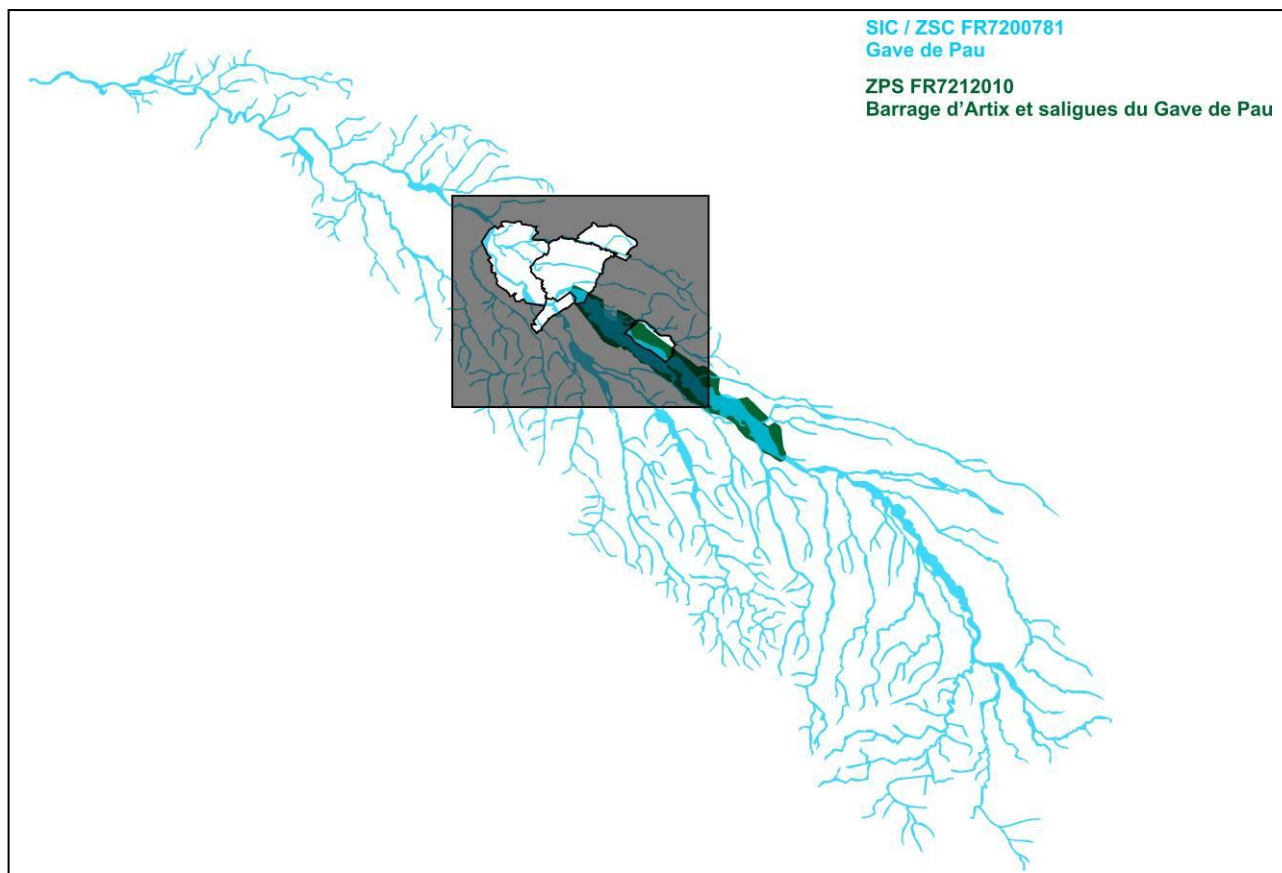 SIC / ZSC FR7200781
Gave de Pau
ZPS FR7212010
Barrage d'Artix et saligues du Gave de Pau